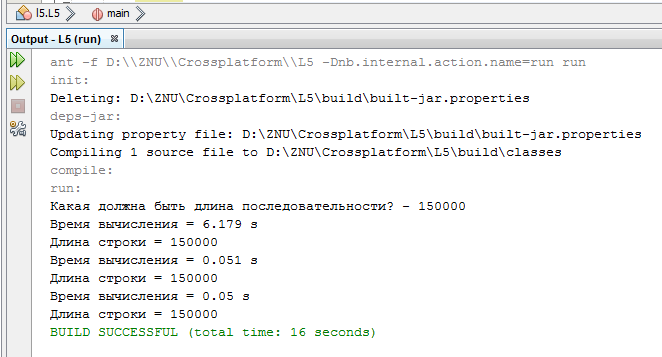 l5.L5 main
Output - L5 (run)
ant -f D:\\ZNU\\Crossplatform\\L5 -Dnb.internal.action.name=run run
init:
Deleting: D:\ZNU\Crossplatform\L5\build\built-jar.properties
deps-jar:
Updating property file: D:\ZNU\Crossplatform\L5\build\built-jar.properties
Compiling 1 source file to D:\ZNU\Crossplatform\L5\build\classes
compile:
run:
Какая должна быть длина последовательности? - 150000
Время вычисления = 6.179 s
Длина строки = 150000
Время вычисления = 0.051 s
Длина строки = 150000
Время вычисления = 0.05 s
Длина строки = 150000
BUILD SUCCESSFUL (total time: 16 seconds)